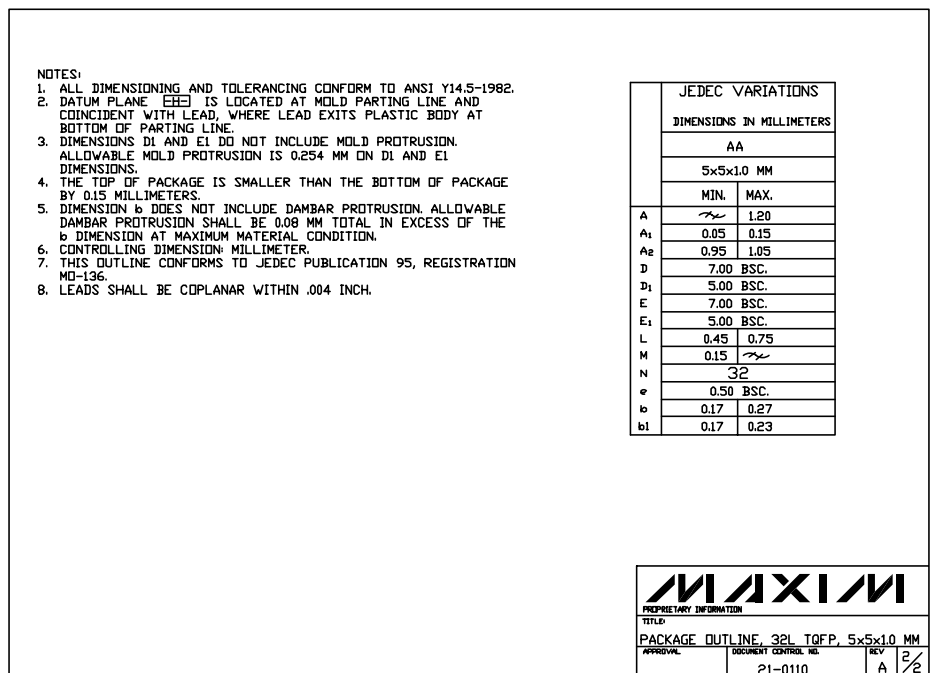 NOTES:
1. ALL DIMENSIONING AND TOLERANCING CONFORM TO ANSI Y14.5-1982.
2. DATUM PLANE -H- IS LOCATED AT MOLD PARTING LINE AND
COINCIDENT WITH LEAD, WHERE LEAD EXITS PLASTIC BODY AT
BOTTOM OF PARTING LINE.
3. DIMENSIONS D1 AND E1 DO NOT INCLUDE MOLD PROTRUSION.
ALLOWABLE MOLD PROTRUSION IS 0.254 MM ON D1 AND E1
DIMENSIONS.
4. THE TOP OF PACKAGE IS SMALLER THAN THE BOTTOM OF PACKAGE
BY 0.15 MILLIMETERS.
5. DIMENSION b DOES NOT INCLUDE DAMBAR PROTRUSION. ALLOWABLE
DAMBAR PROTRUSION SHALL BE 0.08 MM TOTAL IN EXCESS OF THE
b DIMENSION AT MAXIMUM MATERIAL CONDITION.
6. CONTROLLING DIMENSION: MILLIMETER.
7. THIS OUTLINE CONFORMS TO JEDEC PUBLICATION 95, REGISTRATION
MO-136.
8. LEADS SHALL BE COPLANAR WITHIN .004 INCH.
JEDEC VARIATIONS
DIMENSIONS IN MILLIMETERS
AA
5x5x1.0 MM
MIN. MAX.
A 1.20
A1 0.05 0.15
A2 0.95 1.05
D 7.00 BSC.
D1 5.00 BSC.
E 7.00 BSC.
E1 5.00 BSC.
L 0.45 0.75
M 0.15
N 32
e 0.50 BSC.
b 0.17 0.27
b1 0.17 0.23
MAXIM
PROPRIETARY INFORMATION
TITLE:
PACKAGE OUTLINE, 32L TQFP, 5x5x1.0 MM
APPROVAL DOCUMENT CONTROL NO. REV
21-0110 A 2/2